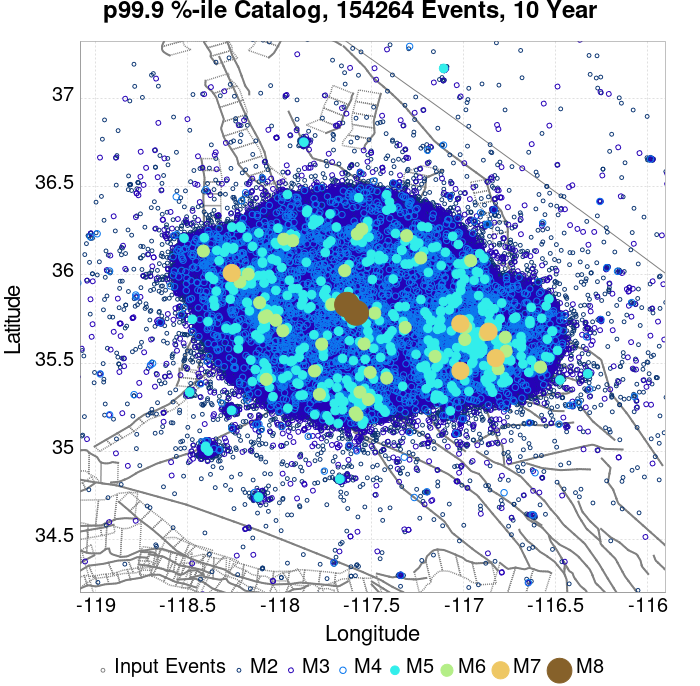 p99.9 %-ile Catalog, 154264 Events, 10 Year
37
36.5
36
35.5
35
34.5
Latitude
-119 -118.5 -118 -117.5 -117 -116.5 -116
Longitude
Input Events M2 M3 M4 M5 M6 M7 M8